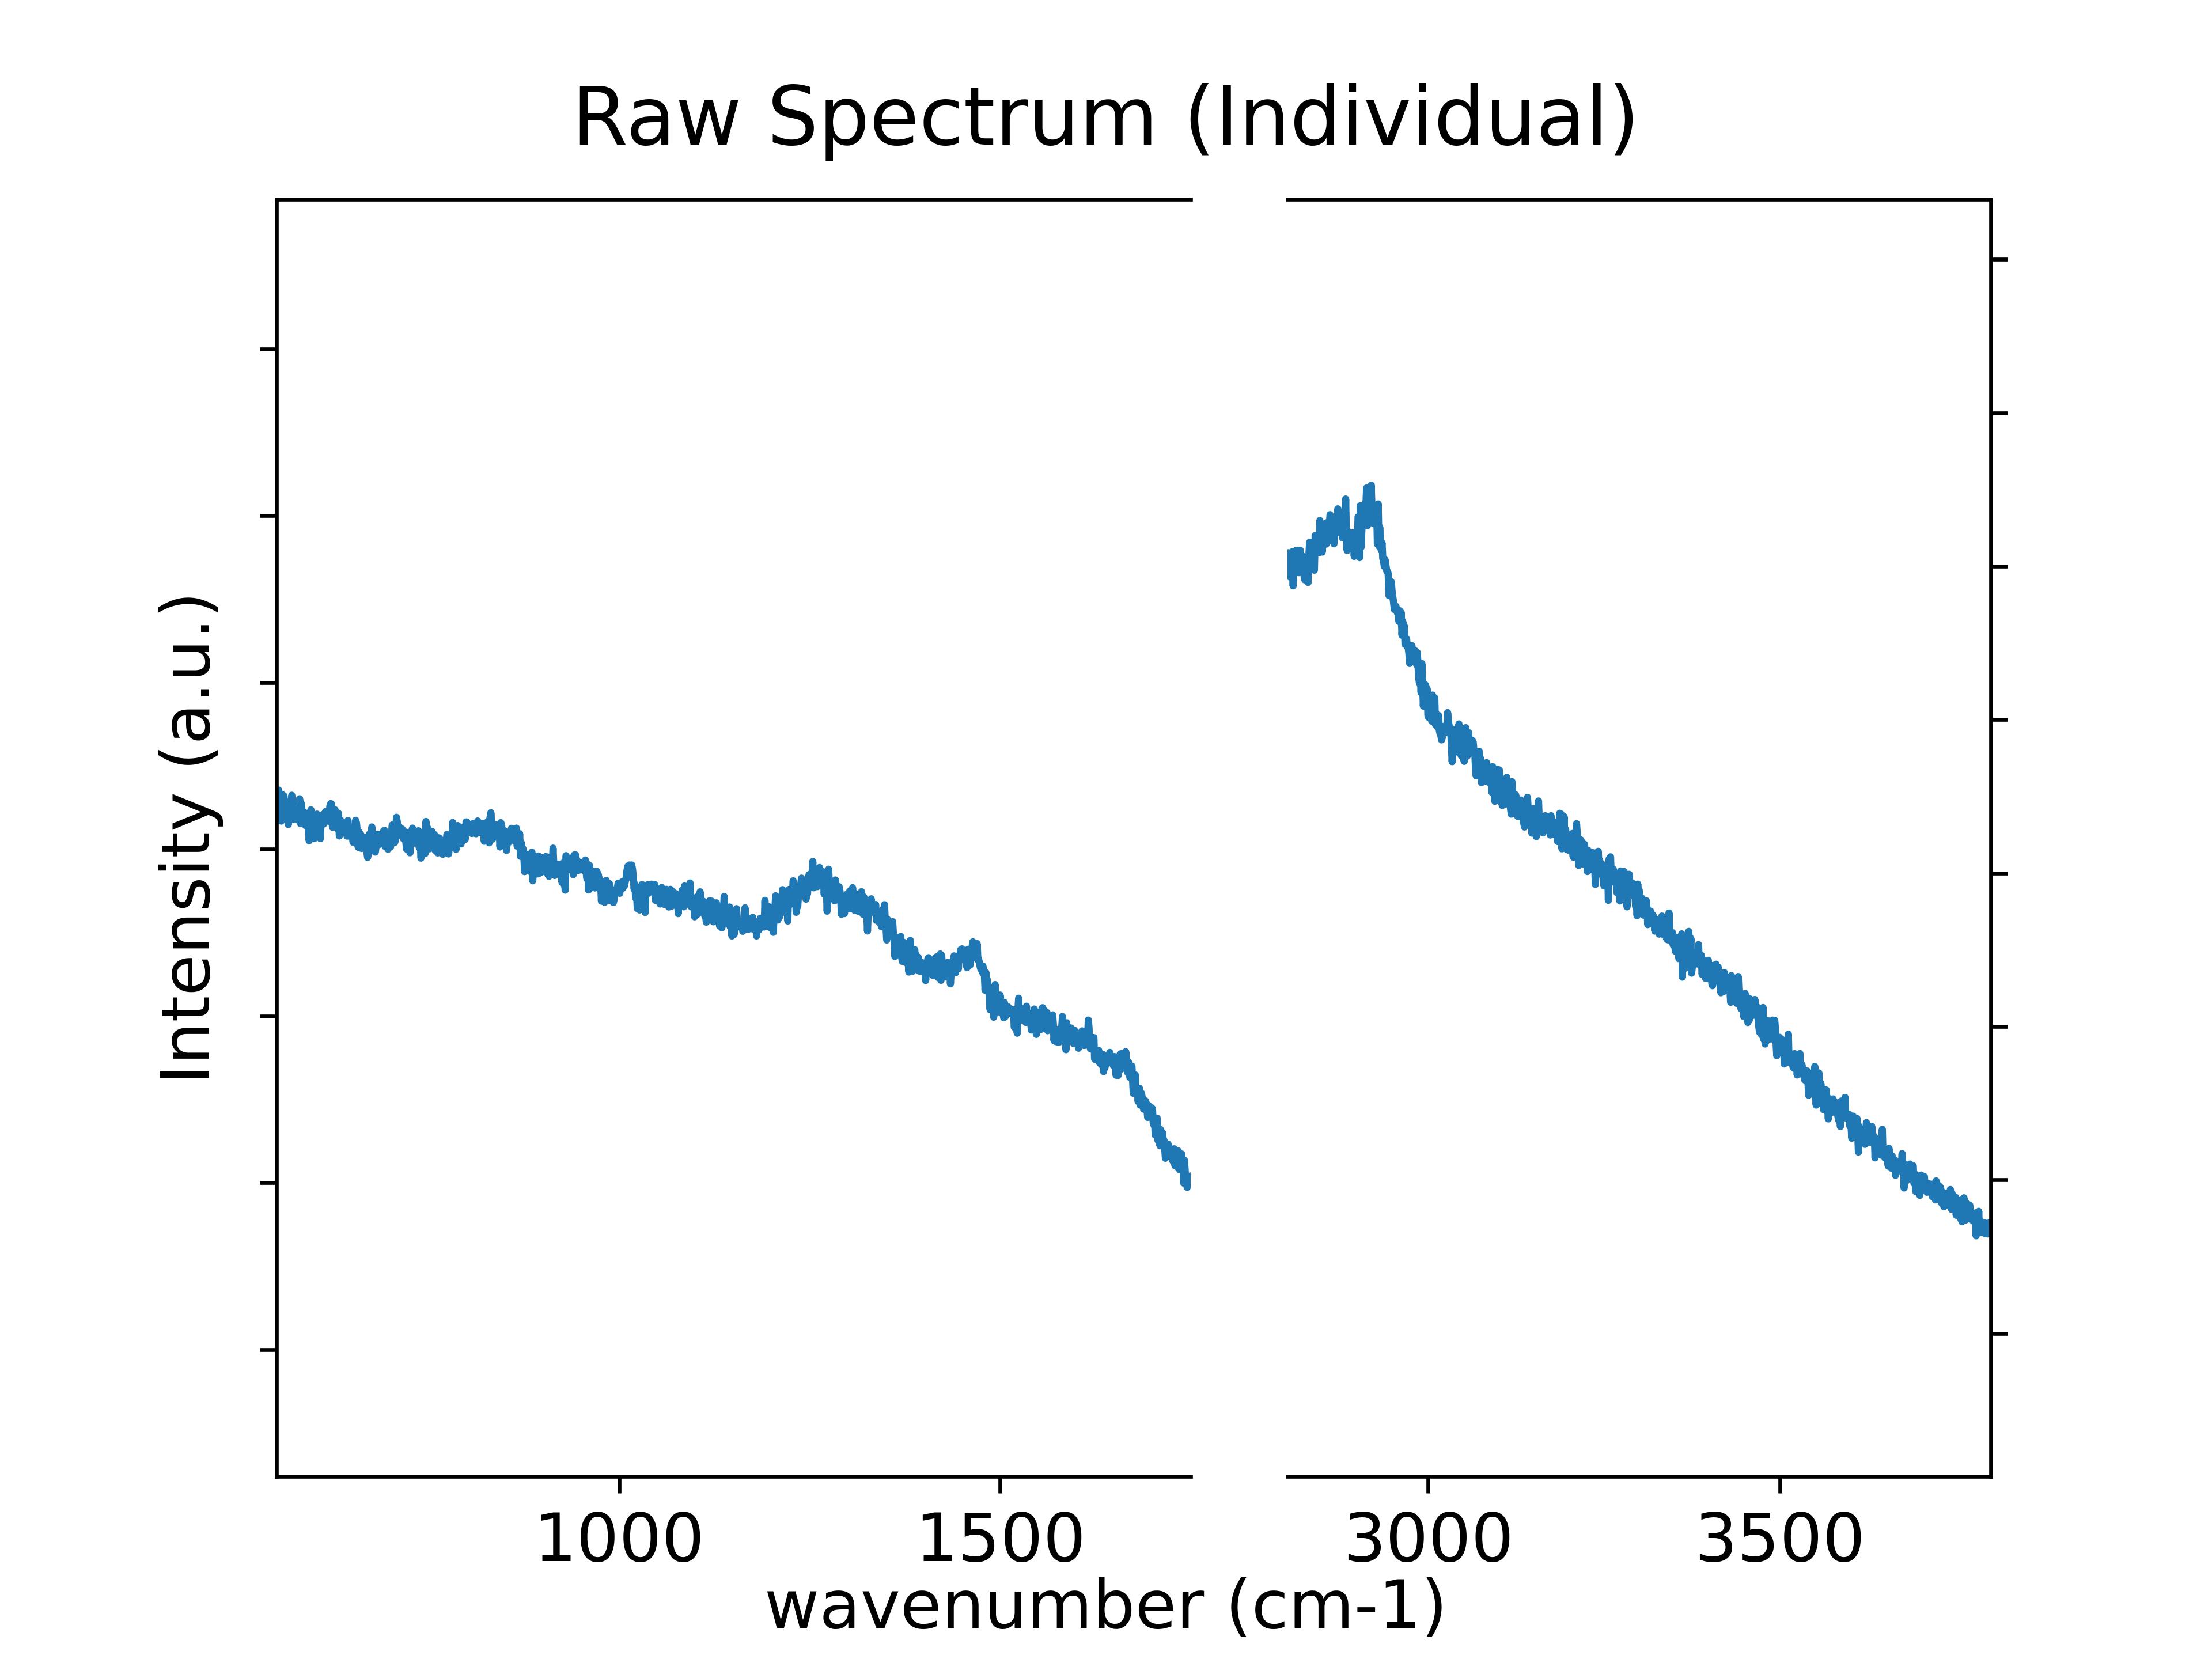 Raw Spectrum (Individual)
Intensity (a.u.)
1000 1500 3000 3500
wavenumber (cm-1)